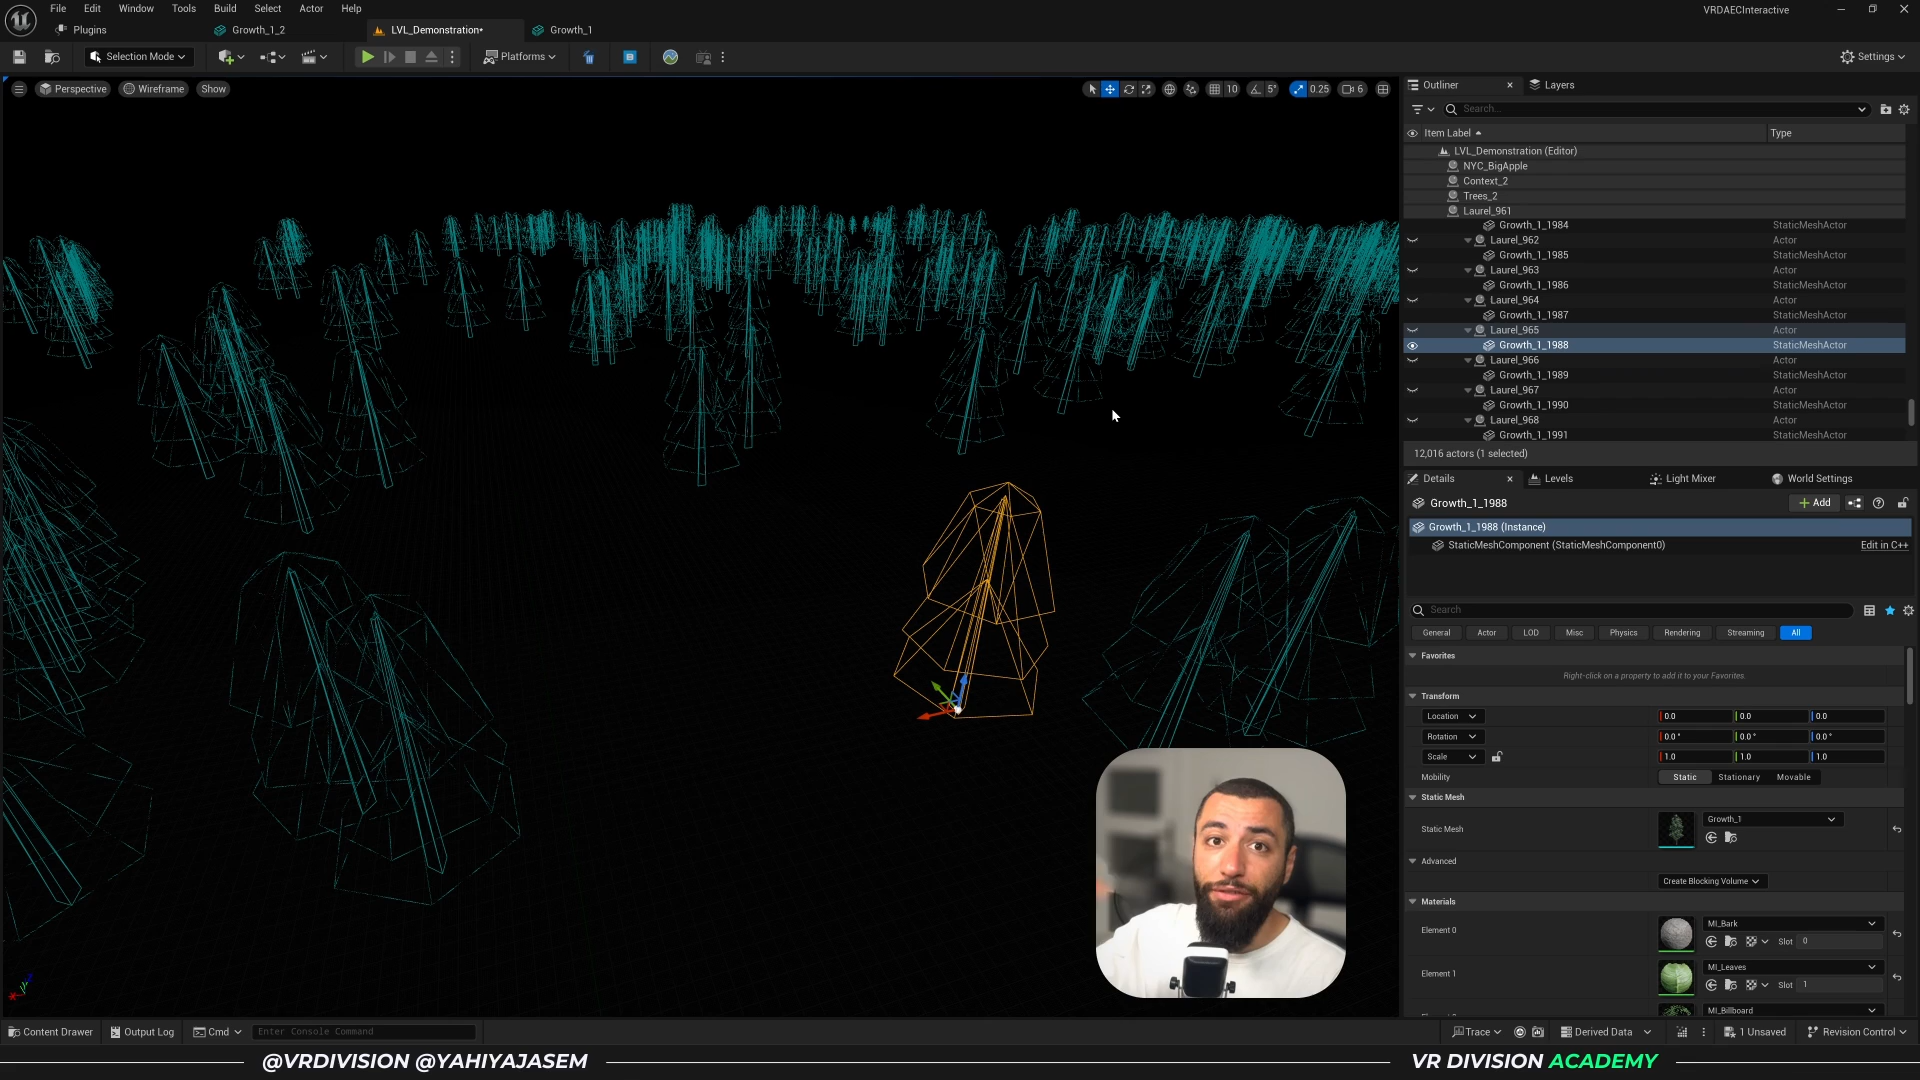 File Edit Window Tools Build Select Actor Help
VRDAECInteractive
Plugins
Growth_1_2
LVL_Demonstration*
Growth_1
Selection Mode
Platforms
Settings
Perspective
Wireframe
Show
10
5°
0.25
6
Outliner
Layers
Search...
Item Label
Type
LVL_Demonstration (Editor)
NYC_BigApple
Context_2
Trees_2
Laurel_961
Growth_1_1984 StaticMeshActor
Laurel_962 Actor
Growth_1_1985 StaticMeshActor
Laurel_963 Actor
Growth_1_1986 StaticMeshActor
Laurel_964 Actor
Growth_1_1987 StaticMeshActor
Laurel_965 Actor
Growth_1_1988 StaticMeshActor
Laurel_966 Actor
Growth_1_1989 StaticMeshActor
Laurel_967 Actor
Growth_1_1990 StaticMeshActor
Laurel_968 Actor
Growth_1_1991 StaticMeshActor
12,016 actors (1 selected)
Details
Levels
Light Mixer
World Settings
Growth_1_1988
Add
Growth_1_1988 (Instance)
StaticMeshComponent (StaticMeshComponent0)
Edit in C++
Search
General Actor LOD Misc Physics Rendering Streaming All
Favorites
Right-click on a property to add it to your Favorites.
Transform
Location 0.0 0.0 0.0
Rotation 0.0° 0.0° 0.0°
Scale 1.0 1.0 1.0
Mobility Static Stationary Movable
Static Mesh
Static Mesh Growth_1
Advanced
Create Blocking Volume
Materials
Element 0 MI_Bark
Slot 0
Element 1 MI_Leaves
Slot 1
MI_Billboard
Content Drawer
Output Log
Cmd
Enter Console Command
Trace
Derived Data
1 Unsaved
Revision Control
@VRDIVISION @YAHIYAJASEM
VR DIVISION ACADEMY